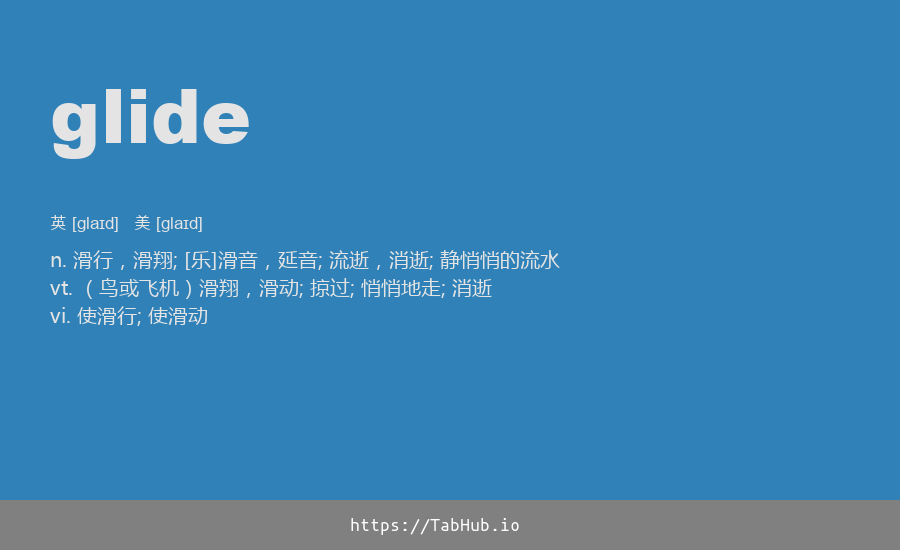 glide
英 [glaɪd]   美 [glaɪd]
n. 滑行，滑翔; [乐]滑音，延音; 流逝，消逝; 静悄悄的流水
vt. （鸟或飞机）滑翔，滑动; 掠过; 悄悄地走; 消逝
vi. 使滑行; 使滑动
https://TabHub.io